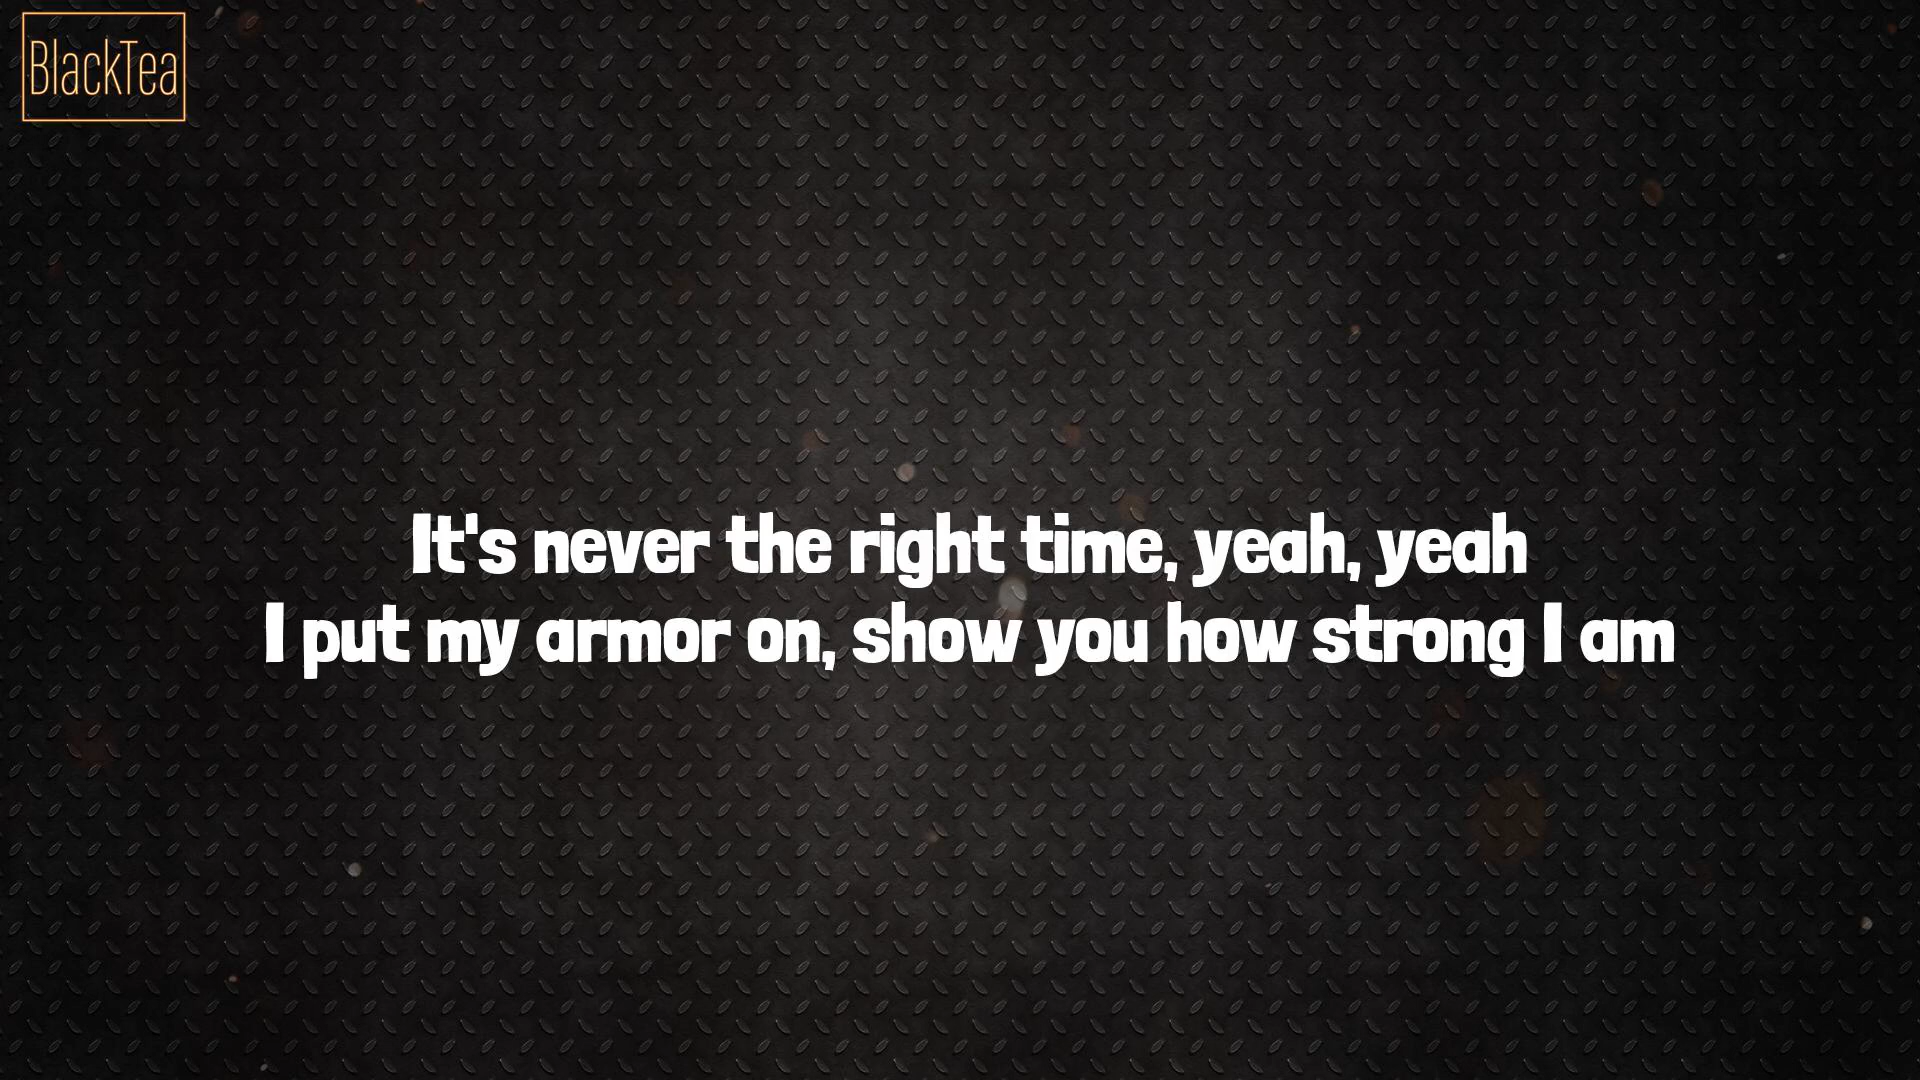 BlackTea
It's never the right time, yeah, yeah
I put my armor on, show you how strong I am